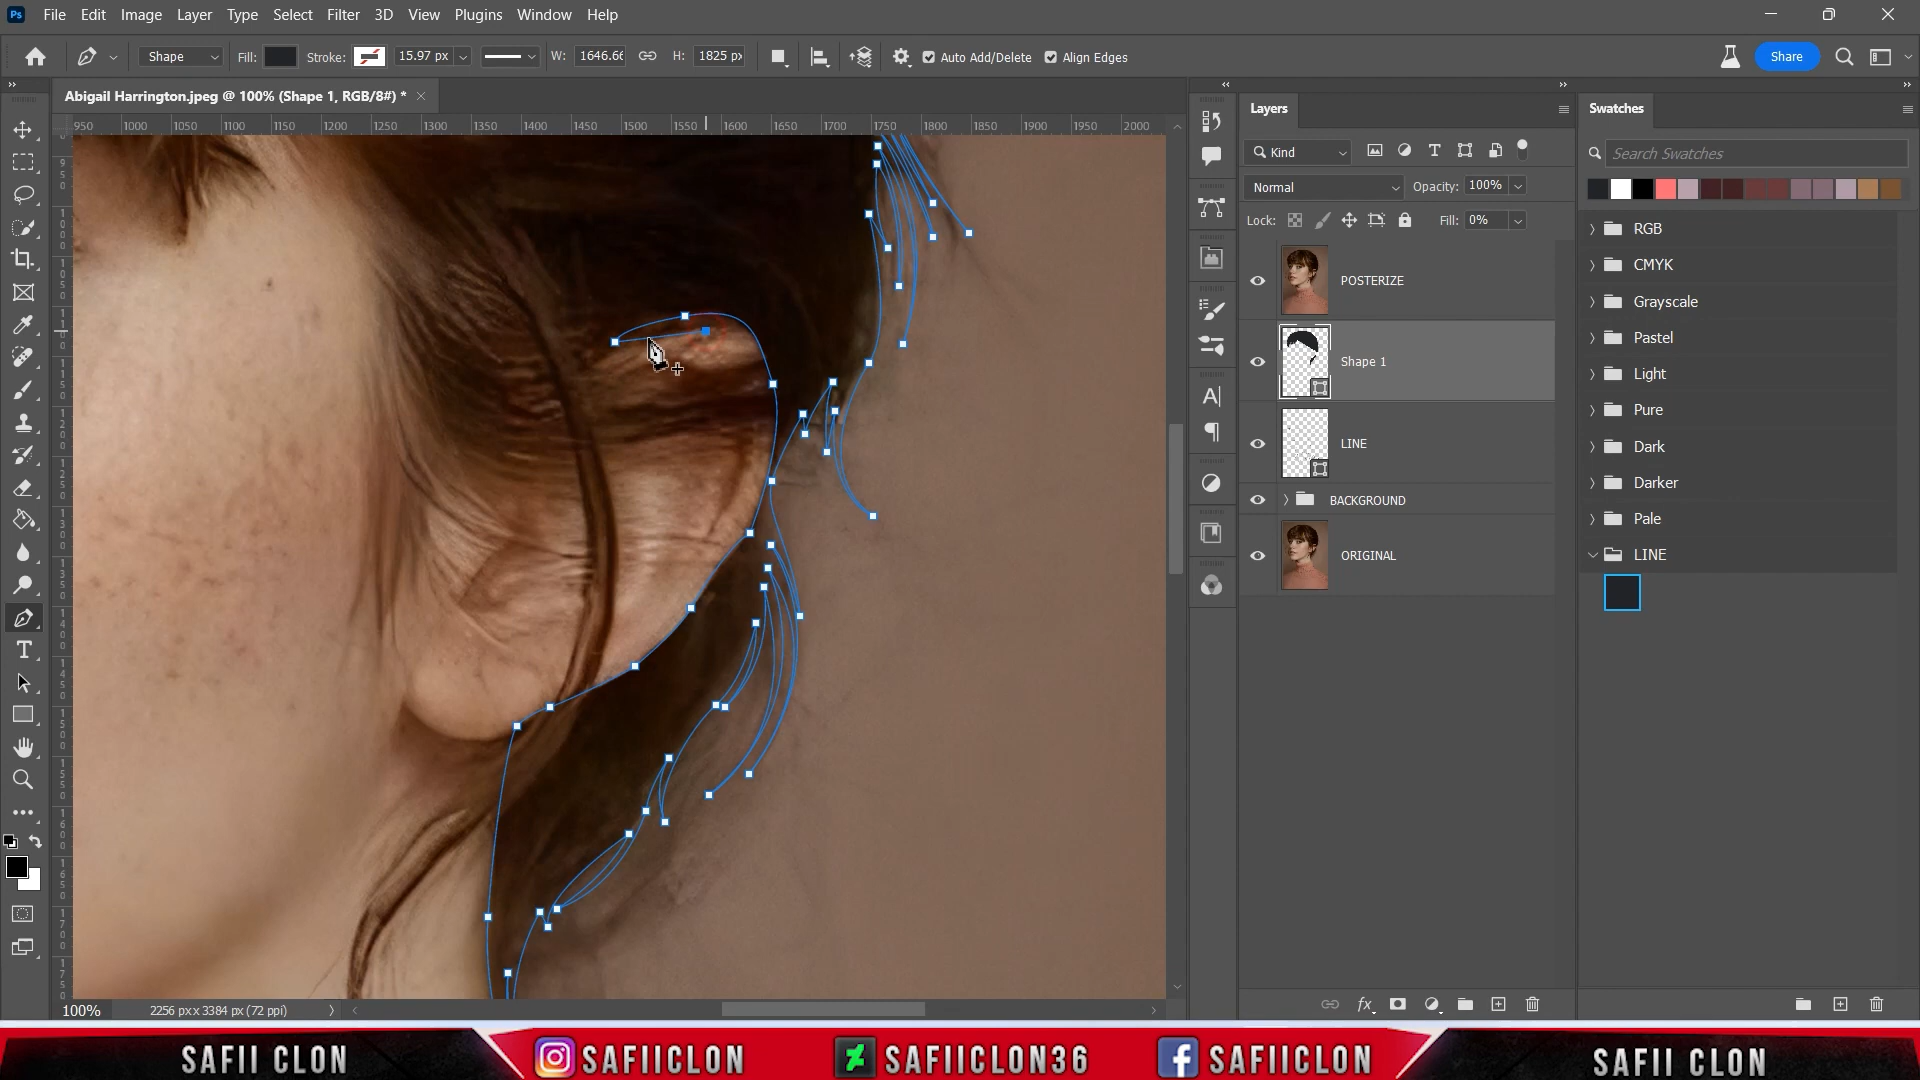 Ps File Edit Image Layer Type Select Filter 3D View Plugins Window Help
Shape Fill: Stroke: 15.97 px W: 1646.66 H: 1825 px Auto Add/Delete Align Edges Share
Abigail Harrington.jpeg @ 100% (Shape 1, RGB/8#) *
950 1000 1050 1100 1150 1200 1250 1300 1350 1400 1450 1500 1550 1600 1650 1700 1750 1800 1850 1900 1950 2000
Layers
Kind
Normal Opacity: 100%
Lock: Fill: 0%
POSTERIZE
Shape 1
LINE
BACKGROUND
ORIGINAL
Swatches
Search Swatches
RGB
CMYK
Grayscale
Pastel
Light
Pure
Dark
Darker
Pale
LINE
100% 2256 px x 3384 px (72 ppi)
SAFII CLON SAFIICLON SAFIICLON36 SAFIICLON SAFII CLON